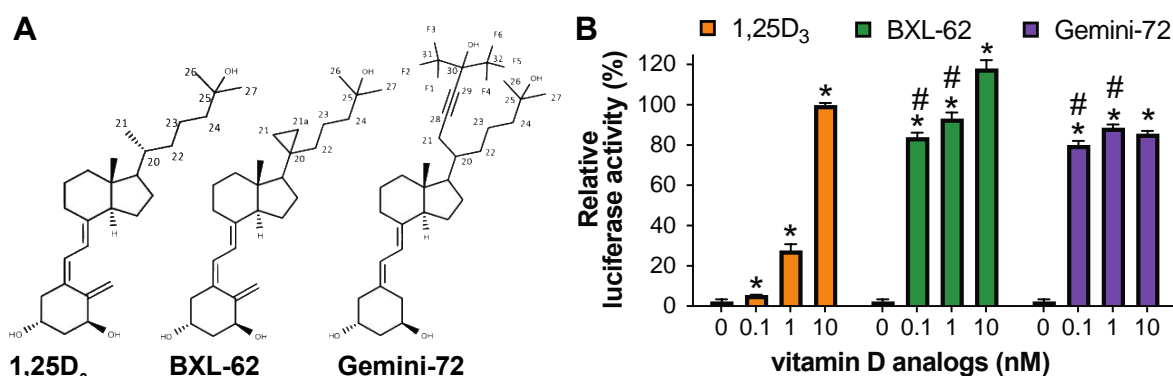 A
B
1,25D3
BXL-62
Gemini-72
21
20
22
23
24
25
26
27
OH
H
HO
OH
21
21a
20
22
23
24
25
26
27
OH
H
HO
OH
F3
F2
31
F1
OH
30
F6
32
F5
F4
29
28
21
20
22
23
24
25
26
27
OH
H
HO
OH
1,25D
BXL-62
Gemini-72
Relative
luciferase activity (%)
120
100
80
60
40
20
0
* * *
# * # * *
# * # * *
0 0.1 1 10 0 0.1 1 10 0 0.1 1 10
vitamin D analogs (nM)